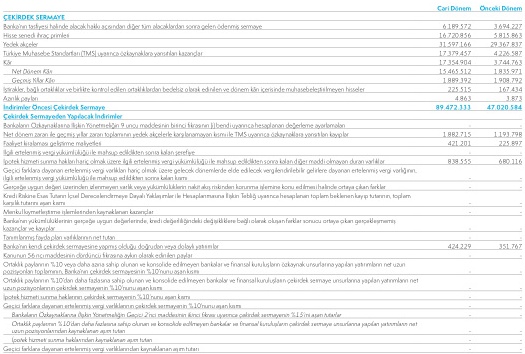 Cari Dönem Önceki Dönem
ÇEKİRDEK SERMAYE
Banka'nın tasfiyesi halinde alacak hakkı açısından diğer tüm alacaklardan sonra gelen ödenmiş sermaye 6.189.572 3.694.227
Hisse senedi ihraç primleri 16.720.856 5.815.863
Yedek akçeler 31.597.166 29.367.837
Türkiye Muhasebe Standartları (TMS) uyarınca özkaynaklara yansıtılan kazançlar 17.379.457 4.226.587
Kâr 17.354.904 3.744.763
Net Dönem Kârı 15.465.512 1.835.971
Geçmiş Yıllar Kârı 1.889.392 1.908.792
İştirakler, bağlı ortaklıklar ve birlikte kontrol edilen ortaklıklardan bedelsiz olarak edinilen ve dönem kârı içerisinde muhasebeleştirilmeyen hisseler 225.515 167.434
Azınlık payları 4.863 3.873
İndirimler Öncesi Çekirdek Sermaye 89.472.333 47.020.584
Çekirdek Sermayeden Yapılacak İndirimler
Bankaların Özkaynaklarına İlişkin Yönetmeliğin 9 uncu maddesinin birinci fıkrasının (i) bendi uyarınca hesaplanan değerleme ayarlamaları - -
Net dönem zararı ile geçmiş yıllar zararı toplamının yedek akçelerle karşılanamayan kısmı ile TMS uyarınca özkaynaklara yansıtılan kayıplar 1.882.715 1.193.798
Faaliyet kiralaması geliştirme maliyetleri 421.201 225.897
İlgili ertelenmiş vergi yükümlülüğü ile mahsup edildikten sonra kalan şerefiye - -
İpotek hizmeti sunma hakları hariç olmak üzere ilgili ertelenmiş vergi yükümlülüğü ile mahsup edildikten sonra kalan diğer maddi olmayan duran varlıklar 838.555 680.116
Geçici farklara dayanan ertelenmiş vergi varlıkları hariç olmak üzere gelecek dönemlerde elde edilecek vergilendirilebilir gelirlere dayanan ertelenmiş vergi varlığının,
ilgili ertelenmiş vergi yükümlülüğü ile mahsup edildikten sonra kalan kısmı - -
Gerçeğe uygun değeri üzerinden izlenmeyen varlık veya yükümlülüklerin nakit akış riskinden korunma işlemine konu edilmesi halinde ortaya çıkan farklar - -
Kredi Riskine Esas Tutarın İçsel Derecelendirmeye Dayalı Yaklaşımlar ile Hesaplanmasına İlişkin Tebliğ uyarınca hesaplanan toplam beklenen kayıp tutarının, toplam
karşılık tutarını aşan kısmı - -
Menkul kıymetleştirme işlemlerinden kaynaklanan kazançlar - -
Banka'nın yükümlülüklerinin gerçeğe uygun değerlerinde, kredi değerliliğindeki değişikliklere bağlı olarak oluşan farklar sonucu ortaya çıkan gerçekleşmemiş
kazançlar ve kayıplar - -
Tanımlanmış fayda plan varlıklarının net tutarı - -
Banka'nın kendi çekirdek sermayesine yapmış olduğu doğrudan veya dolaylı yatırımlar 424.229 351.767
Kanunun 56 ncı maddesinin dördüncü fıkrasına aykırı olarak edinilen paylar - -
Ortaklık paylarının %10 veya daha azına sahip olunan ve konsolide edilmeyen bankalar ve finansal kuruluşların özkaynak unsurlarına yapılan yatırımların net uzun
pozisyonları toplamının, Banka'nın çekirdek sermayesinin %10'nunu aşan kısmı - -
Ortaklık paylarının %10'dan daha fazlasına sahip olunan ve konsolide edilmeyen bankalar ve finansal kuruluşların çekirdek sermaye unsurlarına yapılan yatırımların net
uzun pozisyonlarının çekirdek sermayenin %10'nunu aşan kısmı - -
İpotek hizmeti sunma haklarının çekirdek sermayenin %10'nunu aşan kısmı - -
Geçici farklara dayanan ertelenmiş vergi varlıklarının çekirdek sermayenin %10'nunu aşan kısmı - -
Bankaların Özkaynaklarına İlişkin Yönetmeliğin Geçici 2'nci maddesinin ikinci fıkrası uyarınca çekirdek sermayenin %15'ini aşan tutarlar - -
Ortaklık paylarının %10'dan daha fazlasına sahip olunan ve konsolide edilmeyen bankalar ve finansal kuruluşların çekirdek sermaye unsurlarına yapılan yatırımların net
uzun pozisyonlarından kaynaklanan aşım tutarı - -
İpotek hizmeti sunma haklarından kaynaklanan aşım tutarı - -
Geçici farklara dayanan ertelenmiş vergi varlıklarından kaynaklanan aşım tutarı - -